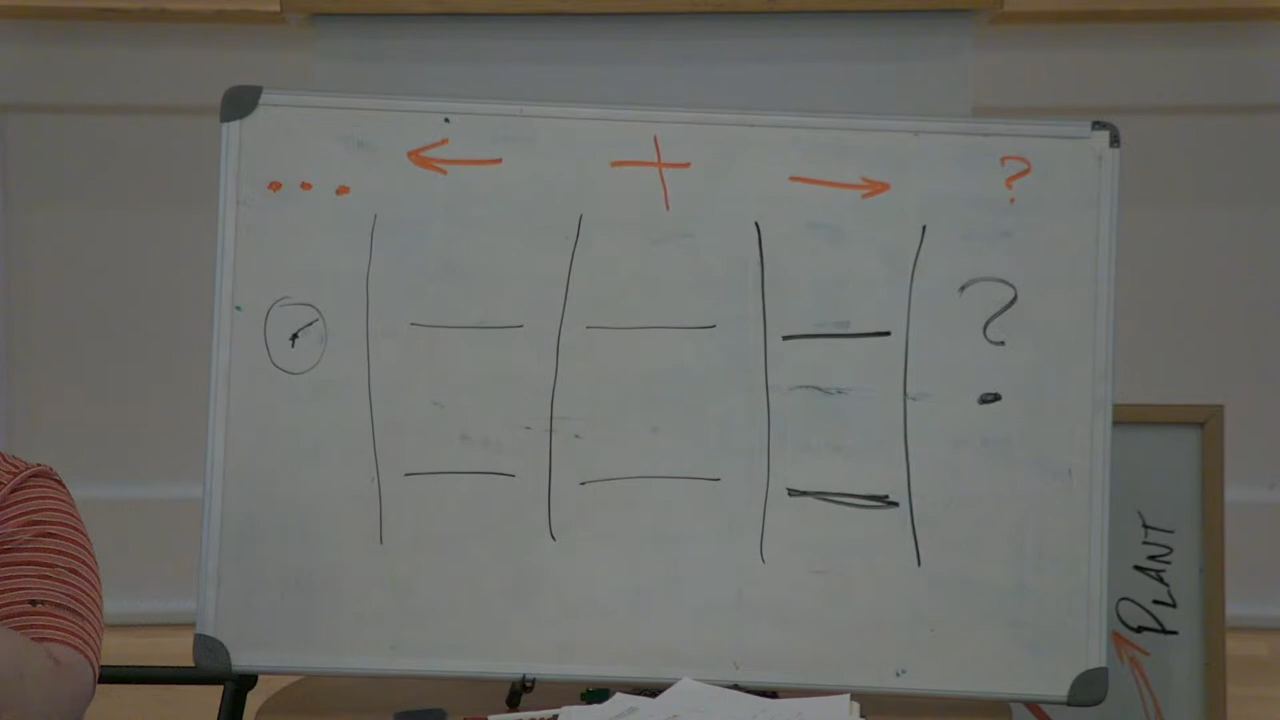 ... ← + → ?
?
PLANT